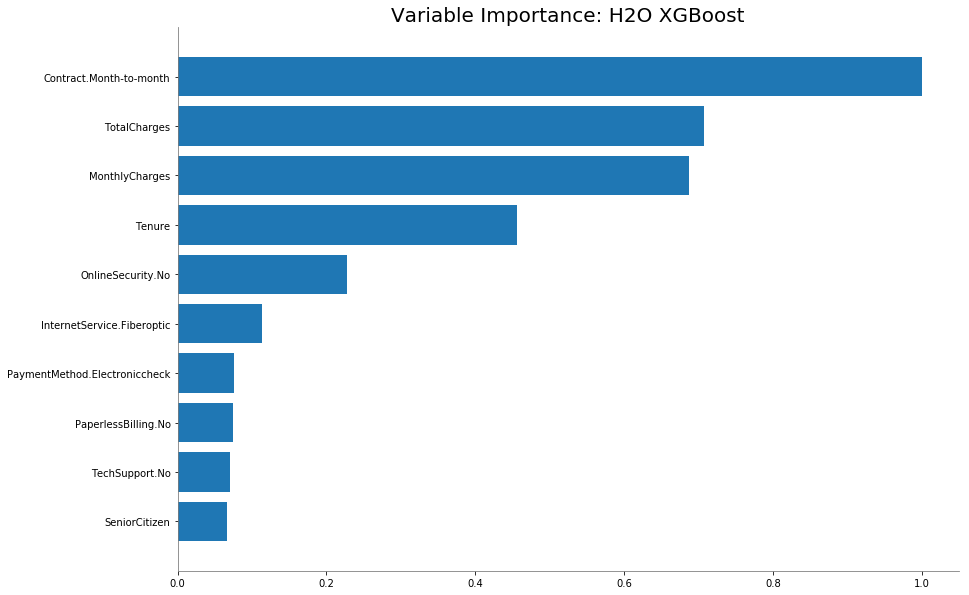 Variable Importance: H2O XGBoost
Contract.Month-to-month
TotalCharges
MonthlyCharges
Tenure
OnlineSecurity.No
InternetService.Fiberoptic
PaymentMethod.Electroniccheck
PaperlessBilling.No
TechSupport.No
SeniorCitizen
0.0 0.2 0.4 0.6 0.8 1.0